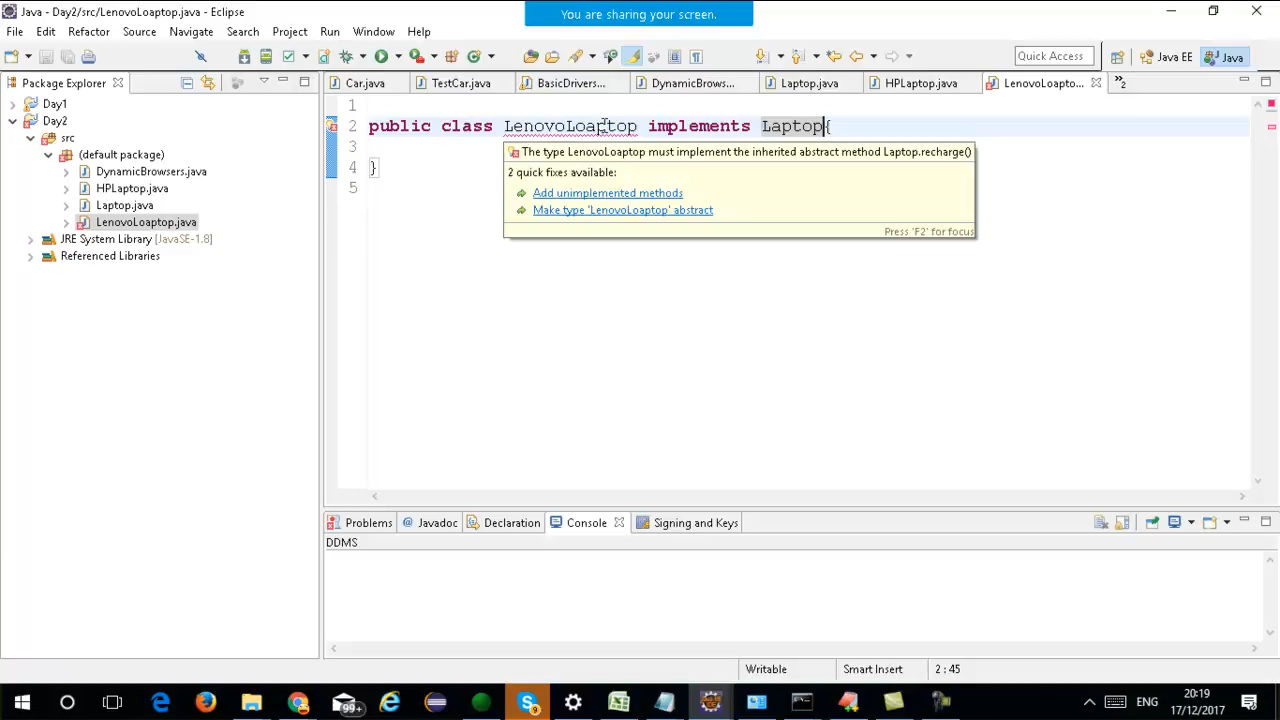 Java - Day2/src/LenovoLoaptop.java - Eclipse
You are sharing your screen.
File Edit Refactor Source Navigate Search Project Run Window Help
Quick Access
Java EE
Java
Package Explorer
Car.java
TestCar.java
BasicDrivers...
DynamicBrows...
Laptop.java
HPLaptop.java
LenovoLoapto...
»2
Day1
Day2
src
(default package)
DynamicBrowsers.java
HPLaptop.java
Laptop.java
LenovoLoaptop.java
JRE System Library [JavaSE-1.8]
Referenced Libraries
1
2 public class LenovoLoaptop implements Laptop{
3
4 }
5
The type LenovoLoaptop must implement the inherited abstract method Laptop.recharge()
2 quick fixes available:
Add unimplemented methods
Make type 'LenovoLoaptop' abstract
Press 'F2' for focus
Problems
@ Javadoc
Declaration
Console
Signing and Keys
DDMS
Writable
Smart Insert
2 : 45
99+
9
ENG
20:19
17/12/2017